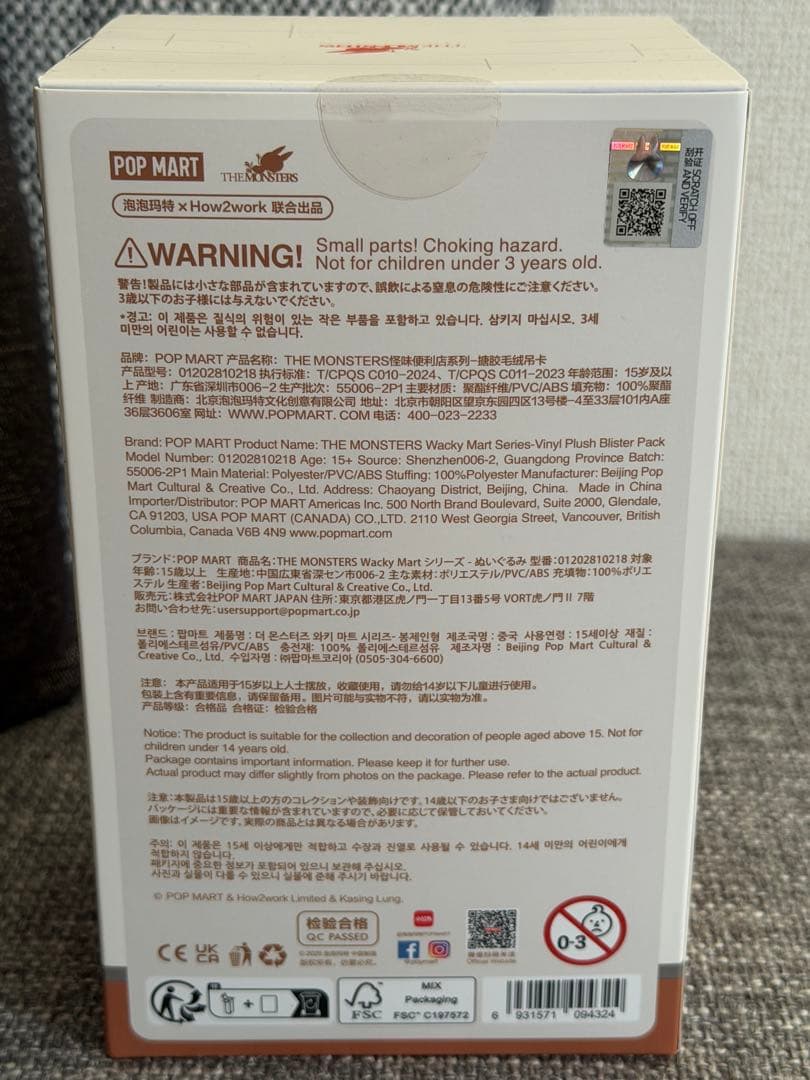 POP MART
THE MONSTERS
泡泡玛特×How2work 联合出品
开涂刮验
SCRATCH OFF
AND VERIFY
WARNING!
Small parts! Choking hazard.
Not for children under 3 years old.
警告!製品には小さな部品が含まれていますので、誤飲による窒息の危険性にご注意ください。
3歳以下のお子様には与えないでください。
*경고: 이 제품은 질식의 위험이 있는 작은 부품을 포함하고 있습니다. 삼키지 마십시오. 3세
미만의 어린이는 사용할 수 없습니다.
品牌: POP MART 产品名称: THE MONSTERS怪味便利店系列-搪胶毛绒吊卡
产品型号: 01202810218 执行标准: T/CPQS C010-2024、T/CPQS C011-2023 年龄范围: 15岁及以
上 产地: 广东省深圳市006-2 生产批次: 55006-2P1 主要材质: 聚酯纤维/PVC/ABS 填充物: 100%聚酯
纤维 制造商: 北京泡泡玛特文化创意有限公司 地址: 北京市朝阳区望京东园四区13号楼-4至33层101内A座
36层3606室 网址: WWW.POPMART. COM 电话: 400-023-2233
Brand: POP MART Product Name: THE MONSTERS Wacky Mart Series-Vinyl Plush Blister Pack
Model Number: 01202810218 Age: 15+ Source: Shenzhen006-2, Guangdong Province Batch:
55006-2P1 Main Material: Polyester/PVC/ABS Stuffing: 100%Polyester Manufacturer: Beijing Pop
Mart Cultural & Creative Co., Ltd. Address: Chaoyang District, Beijing, China. Made in China
Importer/Distributor: POP MART Americas Inc. 500 North Brand Boulevard, Suite 2000, Glendale,
CA 91203, USA POP MART (CANADA) CO.,LTD. 2110 West Georgia Street, Vancouver, British
Columbia, Canada V6B 4N9 www.popmart.com
ブランド:POP MART 商品名:THE MONSTERS Wacky Mart シリーズ - ぬいぐるみ 型番:01202810218 対象
年齢:15歳以上 生産地:中国広東省深セン市006-2 主な素材:ポリエステル/PVC/ABS 充填物:100%ポリエ
ステル 生産者:Beijing Pop Mart Cultural & Creative Co., Ltd.
販売元:株式会社POP MART JAPAN 住所:東京都港区虎ノ門一丁目13番5号 VORT虎ノ門Ⅱ 7階
お問い合わせ先:usersupport@popmart.co.jp
브랜드 : 팝마트 제품명 : 더 몬스터즈 와키 마트 시리즈- 봉제인형 제조국명 : 중국 사용연령 : 15세이상 재질 :
폴리에스테르섬유/PVC/ABS 충전재: 100% 폴리에스테르섬유 제조자명 : Beijing Pop Mart Cultural &
Creative Co., Ltd. 수입자명 : ㈜팝마트코리아 (0505-304-6600)
注意: 本产品适用于15岁以上人士摆放，收藏使用，请勿给14岁以下儿童进行使用。
包装上含有重要信息，请保留备用。图片可能与实物不符，请以实物为准。
产品等级: 合格品 合格证: 检验合格
Notice: The product is suitable for the collection and decoration of people aged above 15. Not for
children under 14 years old.
Package contains important information. Please keep it for further use.
Actual product may differ slightly from photos on the package. Please refer to the actual product.
注意:本製品は15歳以上の方のコレクションや装飾向けです。14歳以下のお子さま向けではございません。
パッケージには重要な情報が含まれていますので、必要に応じて保管しておいてください。
画像はイメージです。実際の商品とは異なる場合があります。
주의: 이 제품은 15세 이상에게만 적합하고 수장과 진열로 사용될 수 있습니다. 14세 미만의 어린이에게
적합하지 않습니다.
패키지에 중요한 정보가 포함되어 있으니 보관해 주십시오.
사진과 실물이 다를 수 있으니 실물에 준해 주시기 바랍니다.
© POP MART & How2work Limited & Kasing Lung.
检验合格
QC PASSED
版权所有，仿冒必究。
@popmart
Official Website
0-3
CE
UK
CA
FSC
MIX
Packaging
FSC® C197572
6 931571 094324